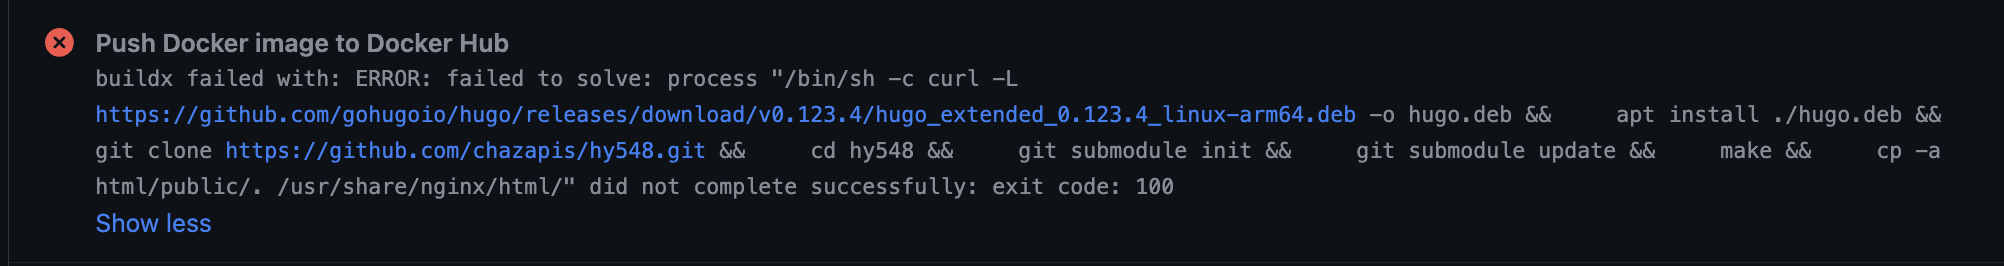 Push Docker image to Docker Hub
buildx failed with: ERROR: failed to solve: process "/bin/sh -c curl -L
https://github.com/gohugoio/hugo/releases/download/v0.123.4/hugo_extended_0.123.4_linux-arm64.deb -o hugo.deb &&     apt install ./hugo.deb &&
git clone https://github.com/chazapis/hy548.git &&     cd hy548 &&     git submodule init &&     git submodule update &&     make &&     cp -a
html/public/. /usr/share/nginx/html/" did not complete successfully: exit code: 100
Show less